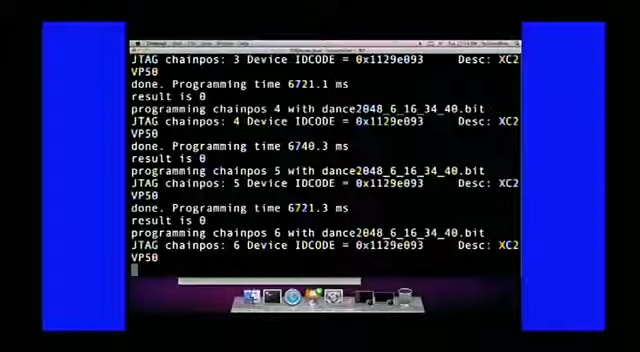 JTAG chainpos: 3 Device IDCODE = 0x1129e093 Desc: XC2
VP50
done. Programming time 6721.1 ms
result is 0
programming chainpos 4 with dance2048_6_16_34_40.bit
JTAG chainpos: 4 Device IDCODE = 0x1129e093 Desc: XC2
VP50
done. Programming time 6740.3 ms
result is 0
programming chainpos 5 with dance2048_6_16_34_40.bit
JTAG chainpos: 5 Device IDCODE = 0x1129e093 Desc: XC2
VP50
done. Programming time 6721.3 ms
result is 0
programming chainpos 6 with dance2048_6_16_34_40.bit
JTAG chainpos: 6 Device IDCODE = 0x1129e093 Desc: XC2
VP50